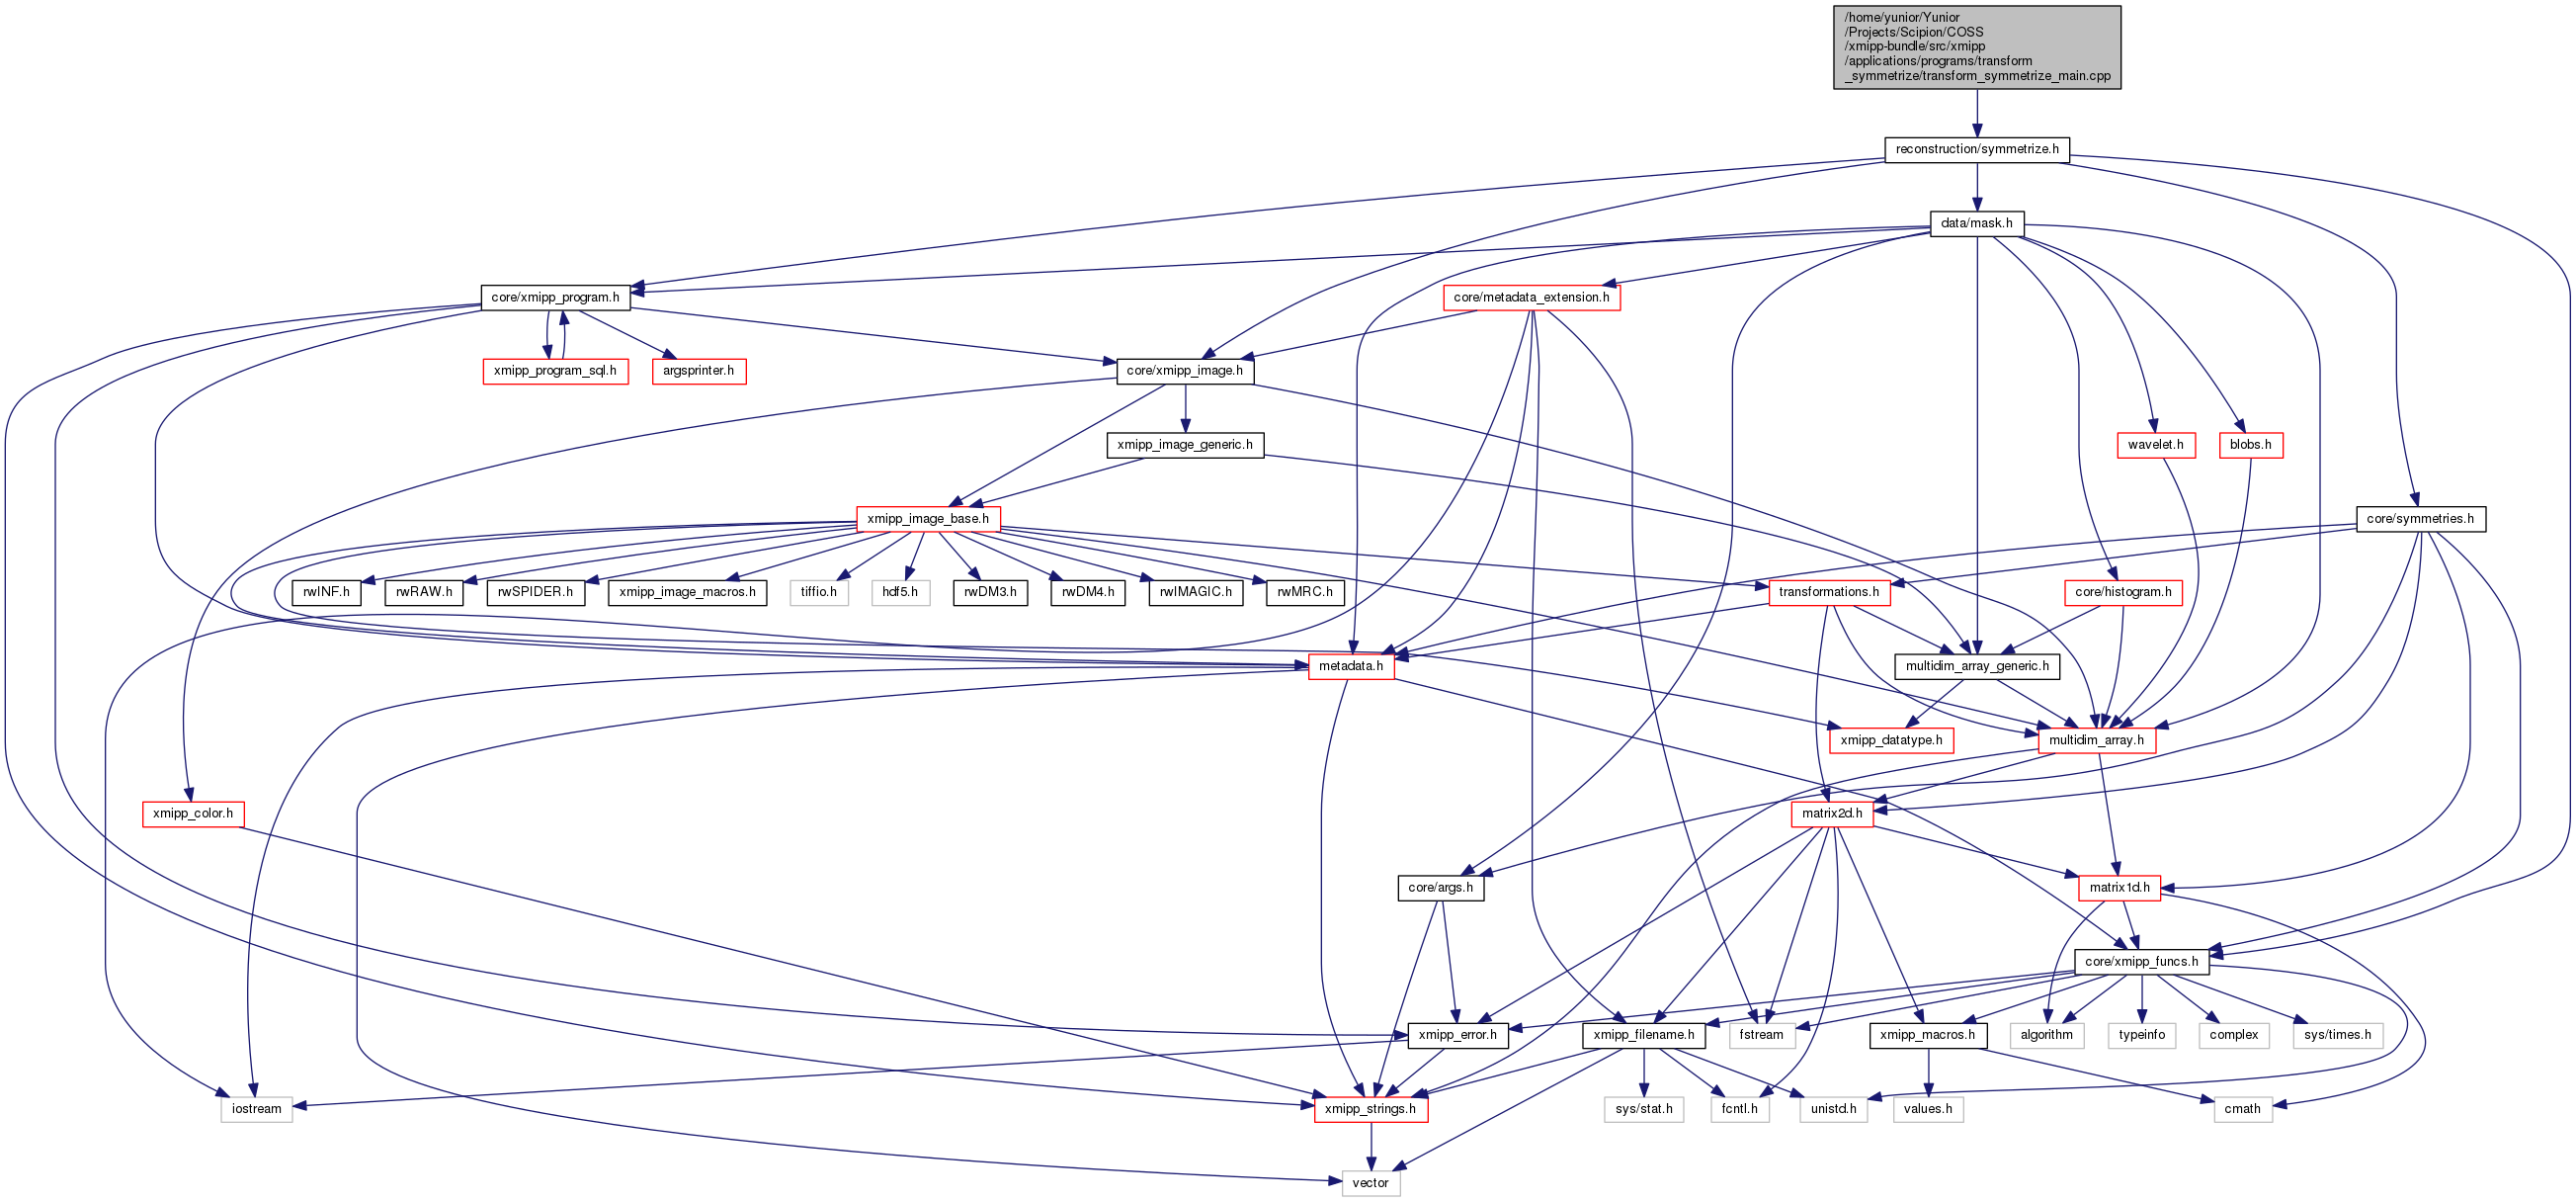 /home/yunior/Yunior
/Projects/Scipion/COSS
/xmipp-bundle/src/xmipp
/applications/programs/transform
_symmetrize/transform_symmetrize_main.cpp
reconstruction/symmetrize.h
data/mask.h
core/xmipp_program.h
core/metadata_extension.h
xmipp_program_sql.h
argsprinter.h
core/xmipp_image.h
xmipp_image_generic.h
wavelet.h
blobs.h
xmipp_image_base.h
core/symmetries.h
rwINF.h
rwRAW.h
rwSPIDER.h
xmipp_image_macros.h
tiffio.h
hdf5.h
rwDM3.h
rwDM4.h
rwIMAGIC.h
rwMRC.h
transformations.h
core/histogram.h
metadata.h
multidim_array_generic.h
xmipp_datatype.h
multidim_array.h
xmipp_color.h
matrix2d.h
core/args.h
matrix1d.h
core/xmipp_funcs.h
xmipp_error.h
xmipp_filename.h
fstream
xmipp_macros.h
algorithm
typeinfo
complex
sys/times.h
iostream
xmipp_strings.h
sys/stat.h
fcntl.h
unistd.h
values.h
cmath
vector